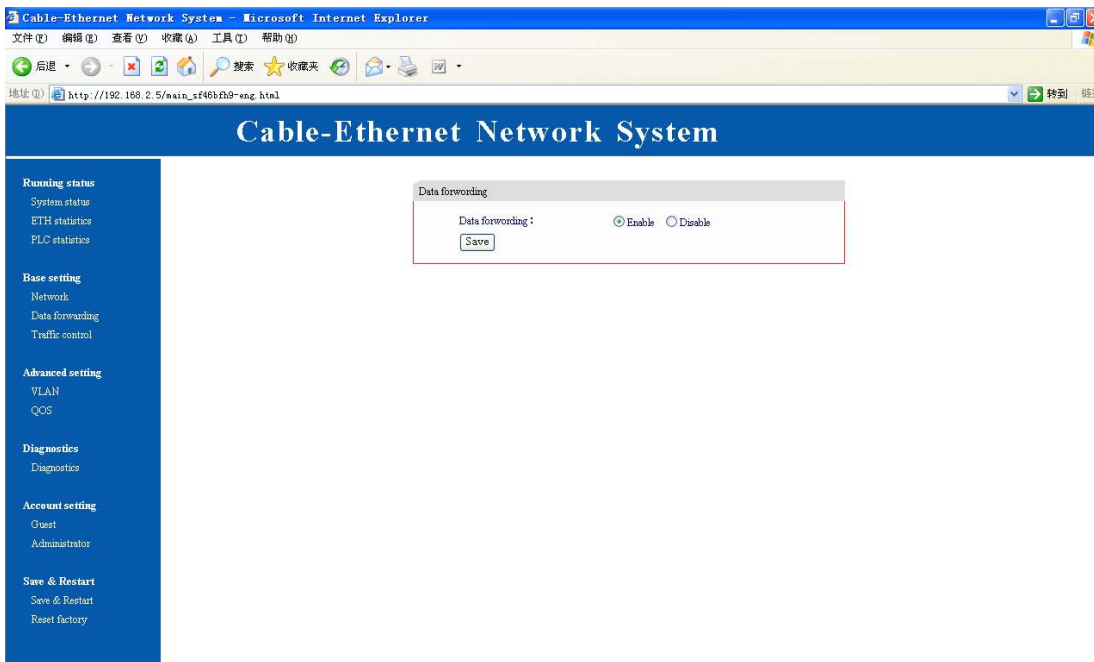 Cable-Ethernet Network System - Microsoft Internet Explorer
文件(F) 编辑(E) 查看(V) 收藏(A) 工具(T) 帮助(H)
后退 搜索 收藏夹
地址(D) http://192.168.2.5/main_sf46bfh9-eng.html 转到
Cable-Ethernet Network System
Running status
System status
ETH statistics
PLC statistics
Base setting
Network
Data forwarding
Traffic control
Advanced setting
VLAN
QOS
Diagnostics
Diagnostics
Account setting
Guest
Administrator
Save & Restart
Save & Restart
Reset factory
Data forwording
Data forwording: Enable Disable
Save